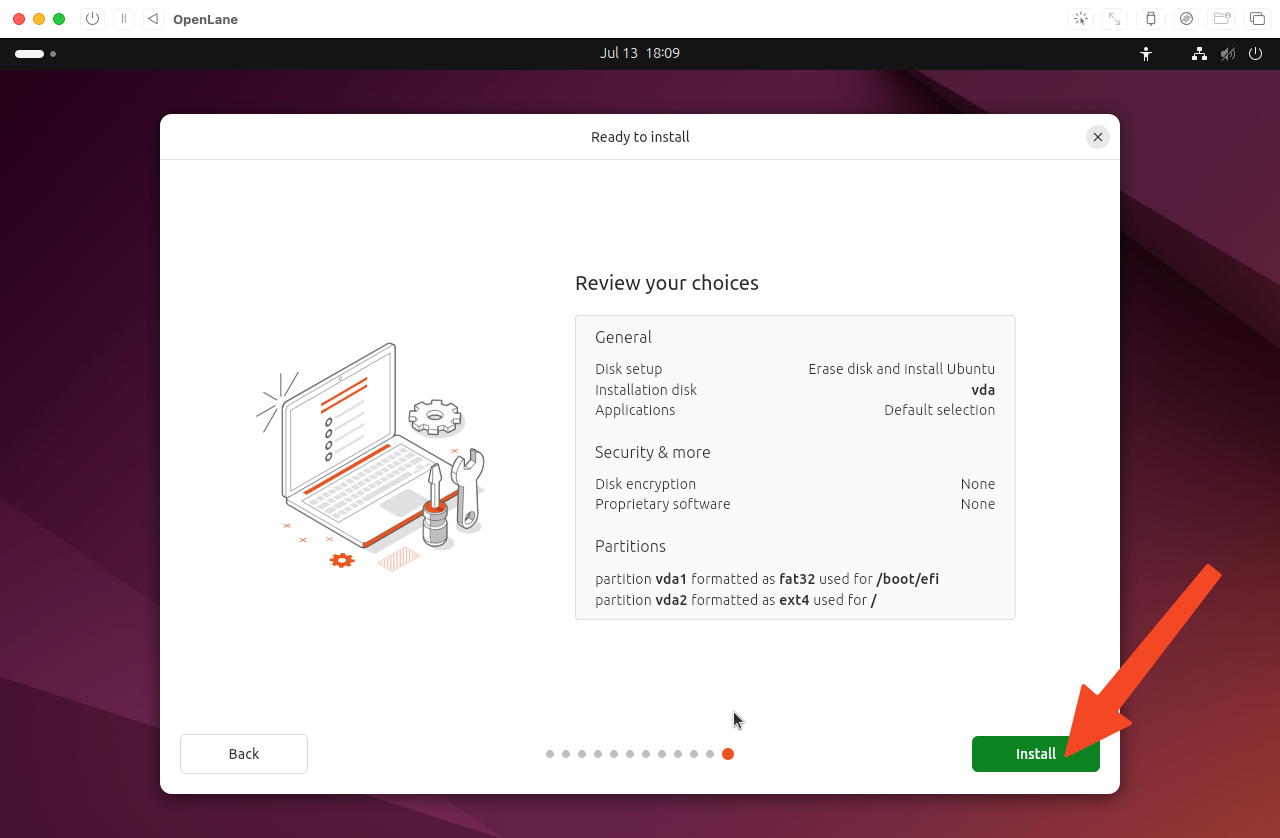 OpenLane
Jul 13 18:09
Ready to install
Review your choices
General
Disk setup Erase disk and install Ubuntu
Installation disk vda
Applications Default selection
Security & more
Disk encryption None
Proprietary software None
Partitions
partition vda1 formatted as fat32 used for /boot/efi
partition vda2 formatted as ext4 used for /
Back Install